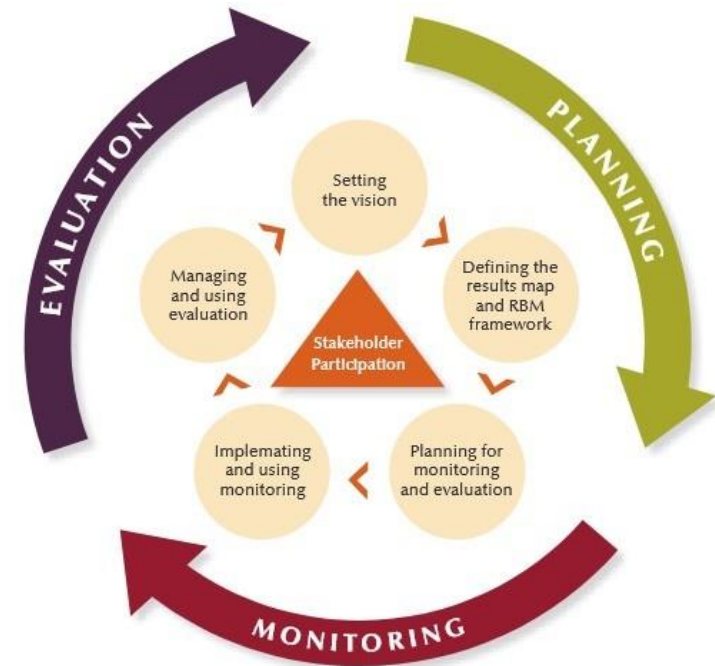 EVALUATION
PLANNING
Setting
the vision
Managing
and using
evaluation
Defining the
results map
and RBM
framework
Stakeholder
Participation
Implemating
and using
monitoring
Planning for
monitoring
and evaluation
MONITORING